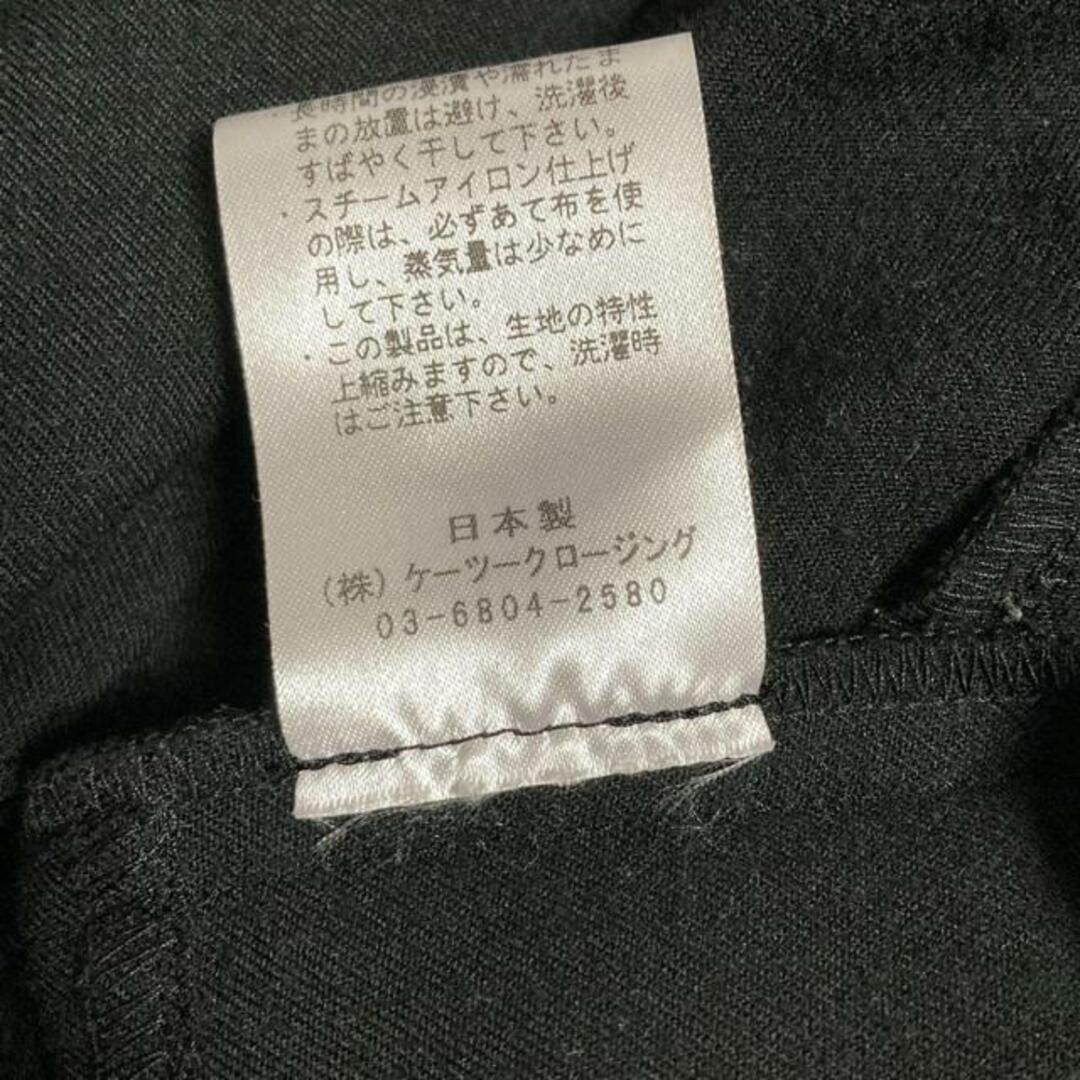 ・長時間の浸漬や濡れたま
まの放置は避け、洗濯後
すばやく干して下さい。
・スチームアイロン仕上げ
の際は、必ずあて布を使
用し、蒸気量は少なめに
して下さい。
・この製品は、生地の特性
上縮みますので、洗濯時
はご注意下さい。
日本製
(株)ケーツークロージング
03-6804-2580